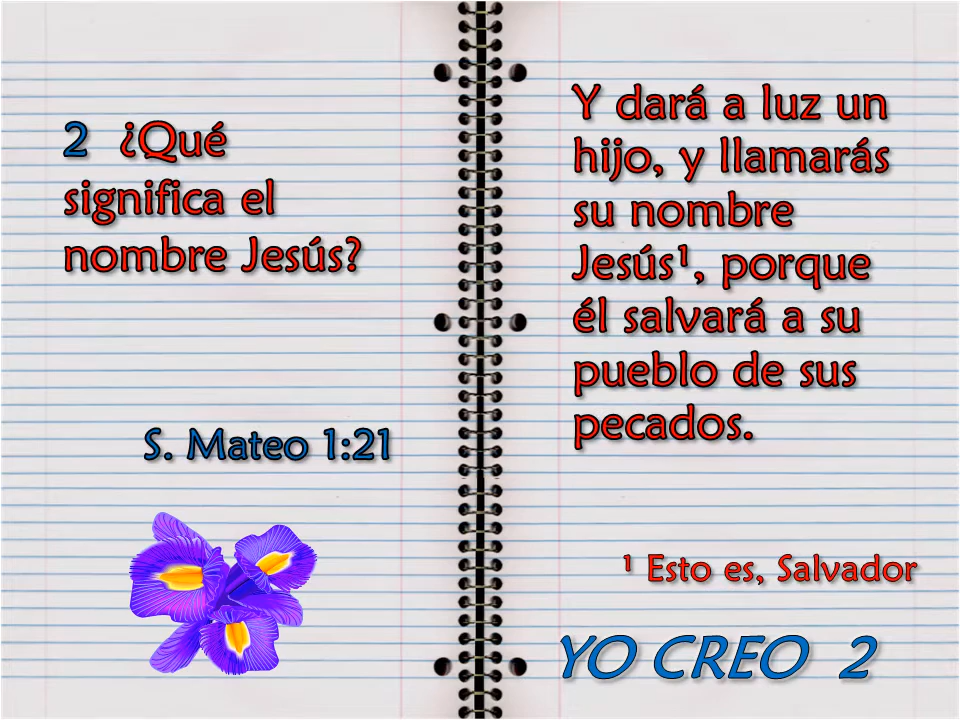 2 ¿Qué
significa el
nombre Jesús?
S. Mateo 1:21
Y dará a luz un
hijo, y llamarás
su nombre
Jesús¹, porque
él salvará a su
pueblo de sus
pecados.
¹ Esto es, Salvador
YO CREO 2